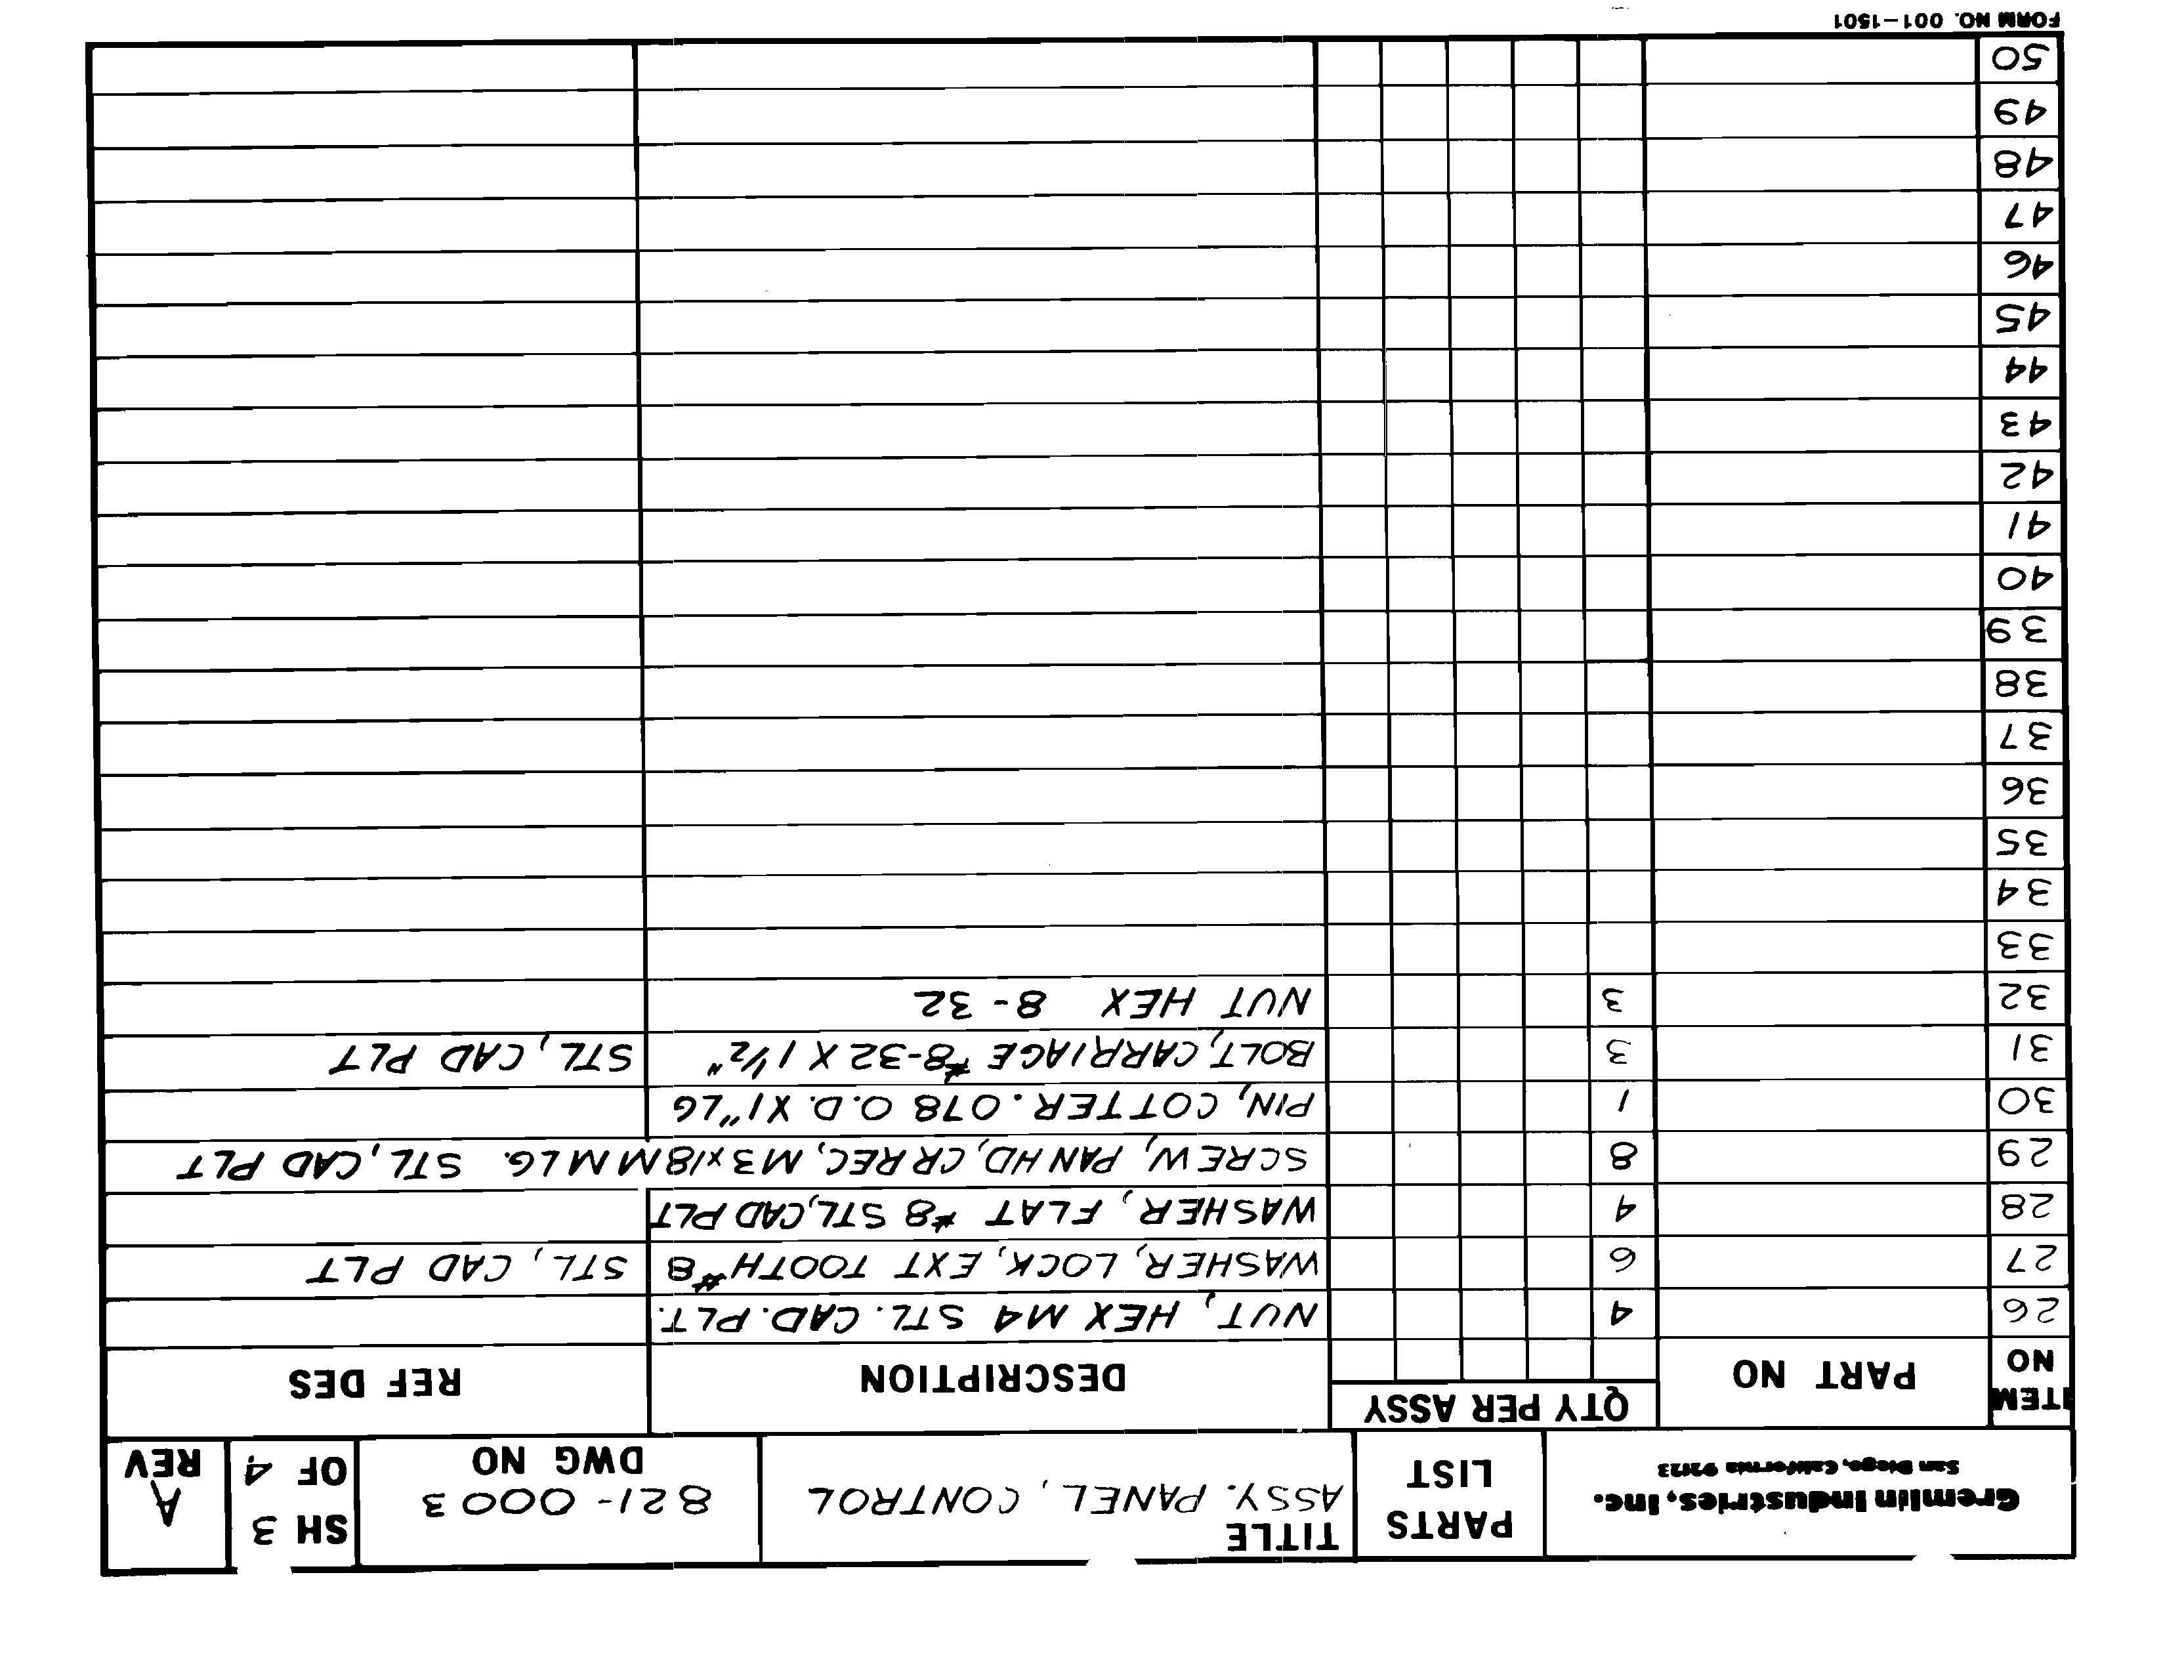 Gremlin Industries, Inc.
San Diego, California 92123
PARTS LIST
TITLE
ASSY. PANEL, CONTROL
821-0003
DWG NO
SH 3
OF 4
A
REV
ITEM NO PART NO QTY PER ASSY DESCRIPTION REF DES
26 4 NUT, HEX M4 STL. CAD. PLT.
27 6 WASHER, LOCK, EXT TOOTH #8 STL, CAD PLT
28 4 WASHER, FLAT #8 STL, CAD PLT
29 8 SCREW, PAN HD, CR REC, M3x18MM LG. STL, CAD PLT
30 1 PIN, COTTER .078 O.D. X 1" LG
31 3 BOLT, CARRIAGE #8-32 X 1 1/2" STL, CAD PLT
32 3 NUT HEX 8-32
33
34
35
36
37
38
39
40
41
42
43
44
45
46
47
48
49
50
FORM NO. 001-1501